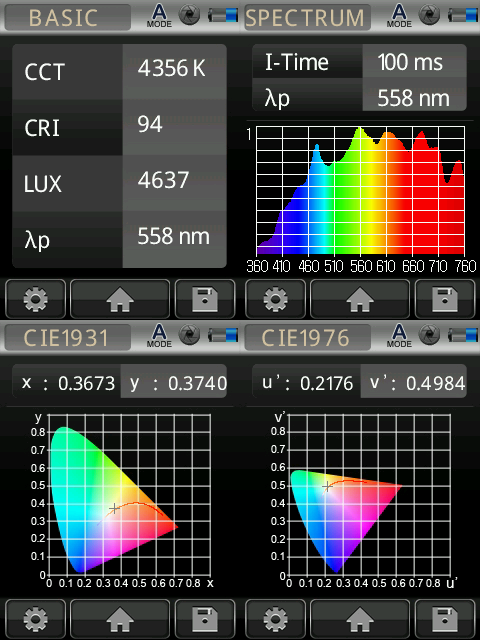 BASIC
A
MODE
CCT 4356 K
CRI 94
LUX 4637
λp 558 nm
SPECTRUM
A
MODE
I-Time 100 ms
λp 558 nm
1
360 410 460 510 560 610 660 710 760
CIE1931
A
MODE
x : 0.3673 y : 0.3740
y
0.8
0.7
0.6
0.5
0.4
0.3
0.2
0.1
0
0 0.1 0.2 0.3 0.4 0.5 0.6 0.7 0.8 x
CIE1976
A
MODE
u': 0.2176 v': 0.4984
v'
0.8
0.7
0.6
0.5
0.4
0.3
0.2
0.1
0
0 0.1 0.2 0.3 0.4 0.5 0.6 0.7 0.8 u'